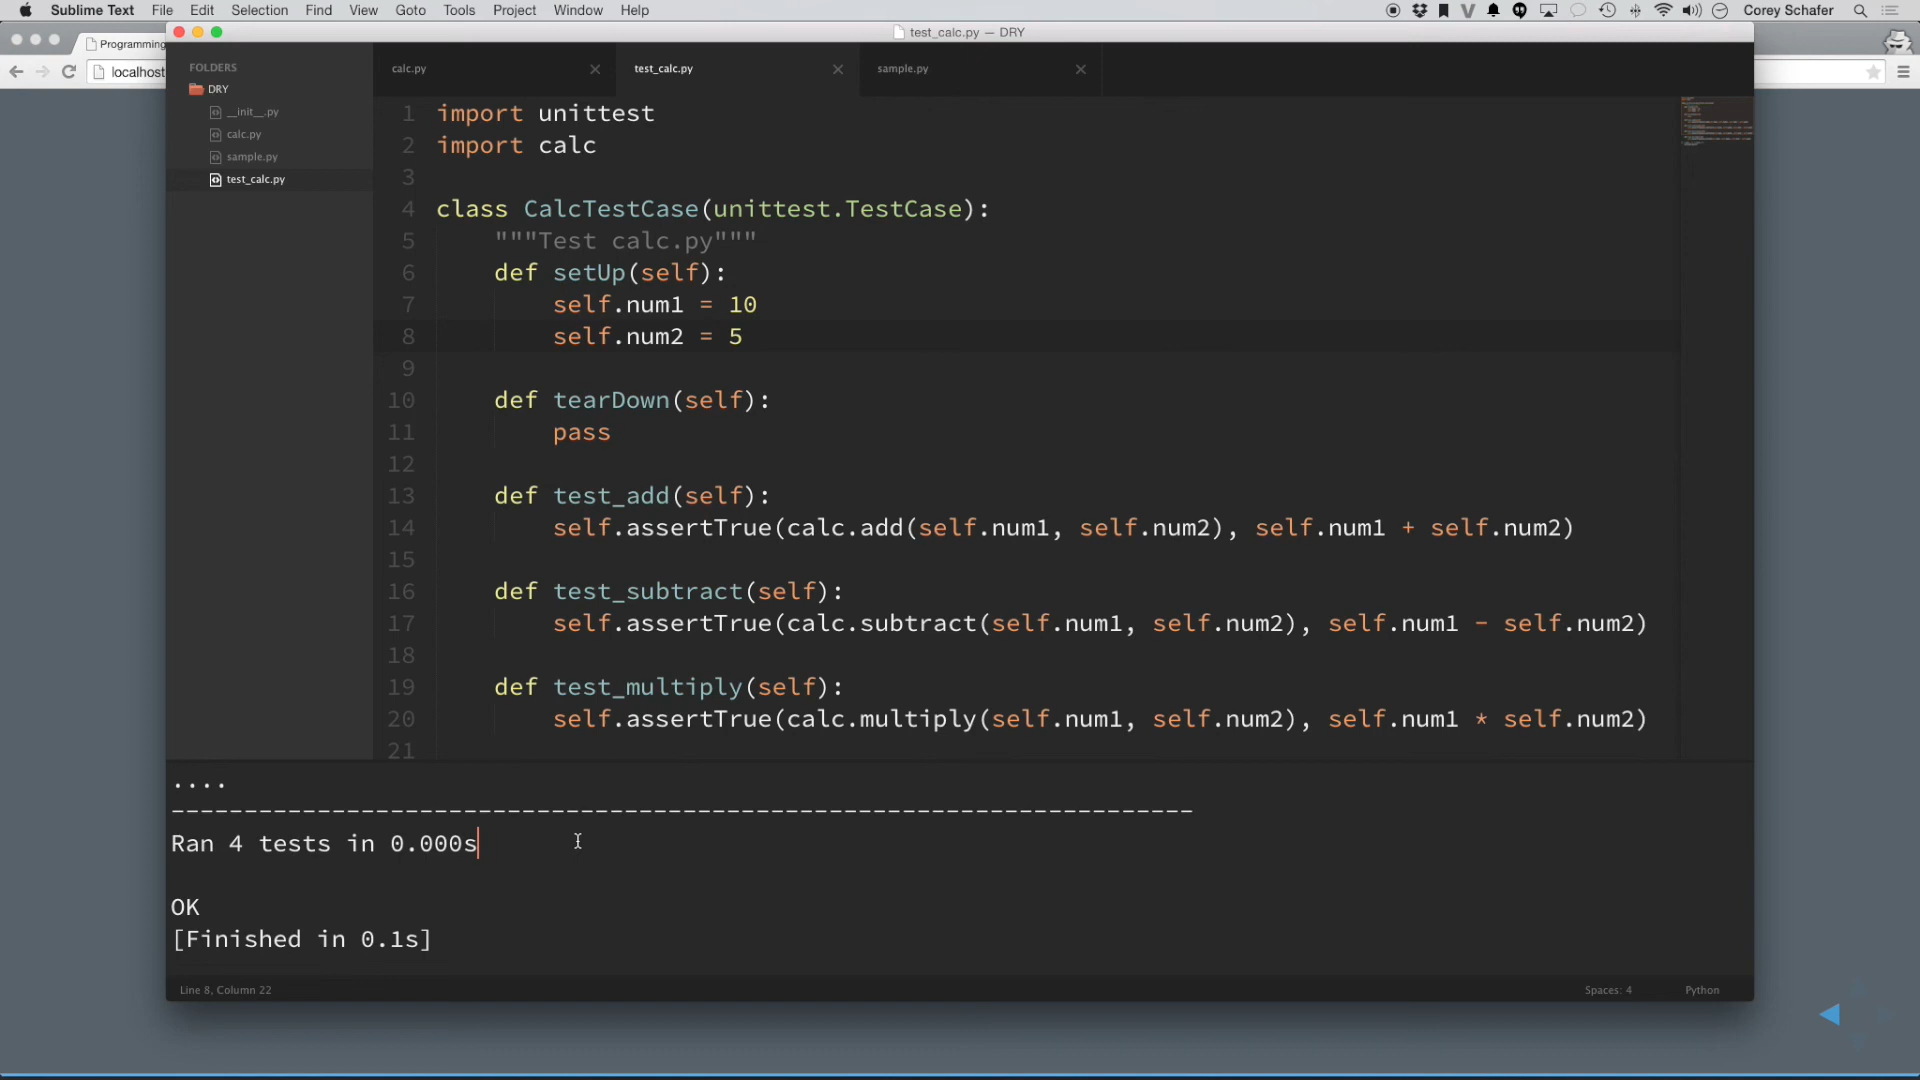 Sublime Text File Edit Selection Find View Goto Tools Project Window Help Corey Schafer
test_calc.py — DRY
Programming
localhost
FOLDERS
DRY
__init__.py
calc.py
sample.py
test_calc.py
calc.py test_calc.py sample.py
1 import unittest
2 import calc
3
4 class CalcTestCase(unittest.TestCase):
5 """Test calc.py"""
6 def setUp(self):
7 self.num1 = 10
8 self.num2 = 5
9
10 def tearDown(self):
11 pass
12
13 def test_add(self):
14 self.assertTrue(calc.add(self.num1, self.num2), self.num1 + self.num2)
15
16 def test_subtract(self):
17 self.assertTrue(calc.subtract(self.num1, self.num2), self.num1 - self.num2)
18
19 def test_multiply(self):
20 self.assertTrue(calc.multiply(self.num1, self.num2), self.num1 * self.num2)
21
....
----------------------------------------------------------------------
Ran 4 tests in 0.000s
OK
[Finished in 0.1s]
Line 8, Column 22 Spaces: 4 Python